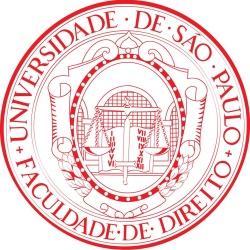 UNIVERSIDADE · DE · SÃO · PAULO
FACULDADE · DE · DIREITO